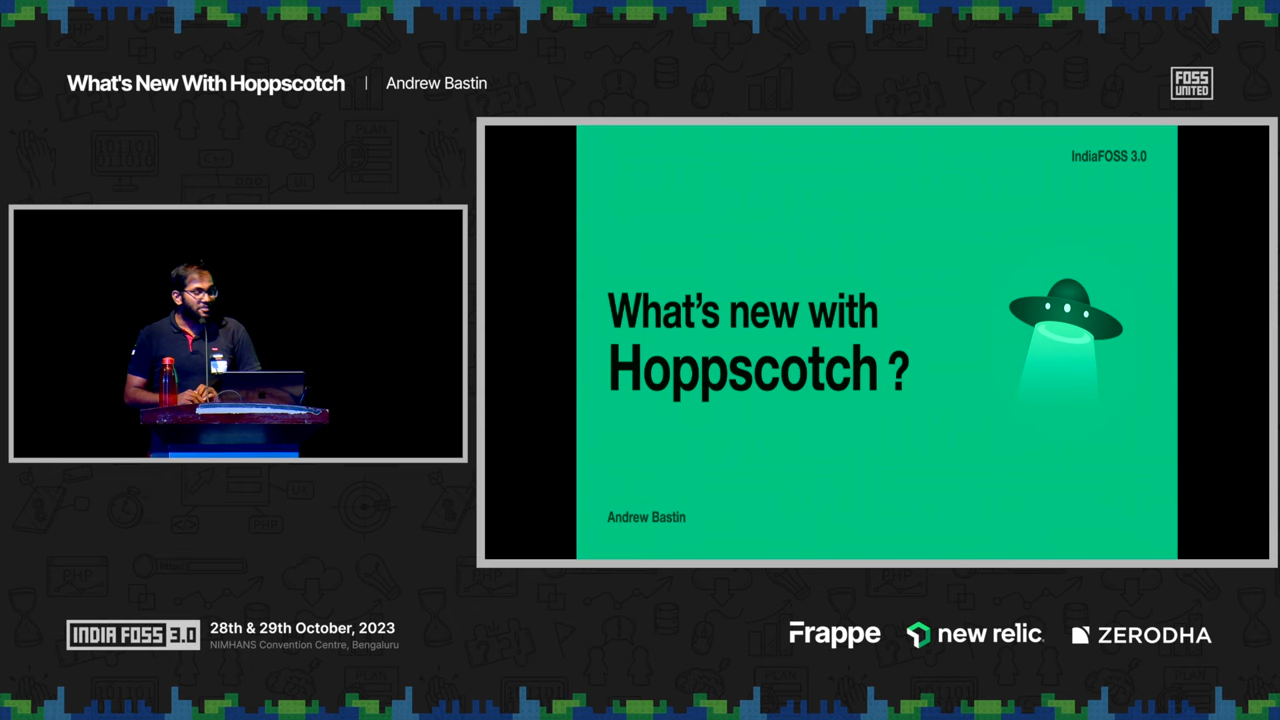 What's New With Hoppscotch | Andrew Bastin
FOSS
UNITED
IndiaFOSS 3.0
What's new with
Hoppscotch ?
Andrew Bastin
INDIA FOSS 3.0
28th & 29th October, 2023
NIMHANS Convention Centre, Bengaluru
Frappe
new relic
ZERODHA